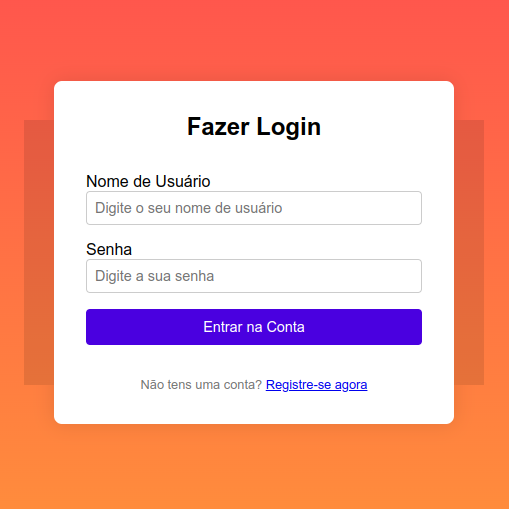 Fazer Login
Nome de Usuário
Digite o seu nome de usuário
Senha
Digite a sua senha
Entrar na Conta
Não tens uma conta? Registre-se agora